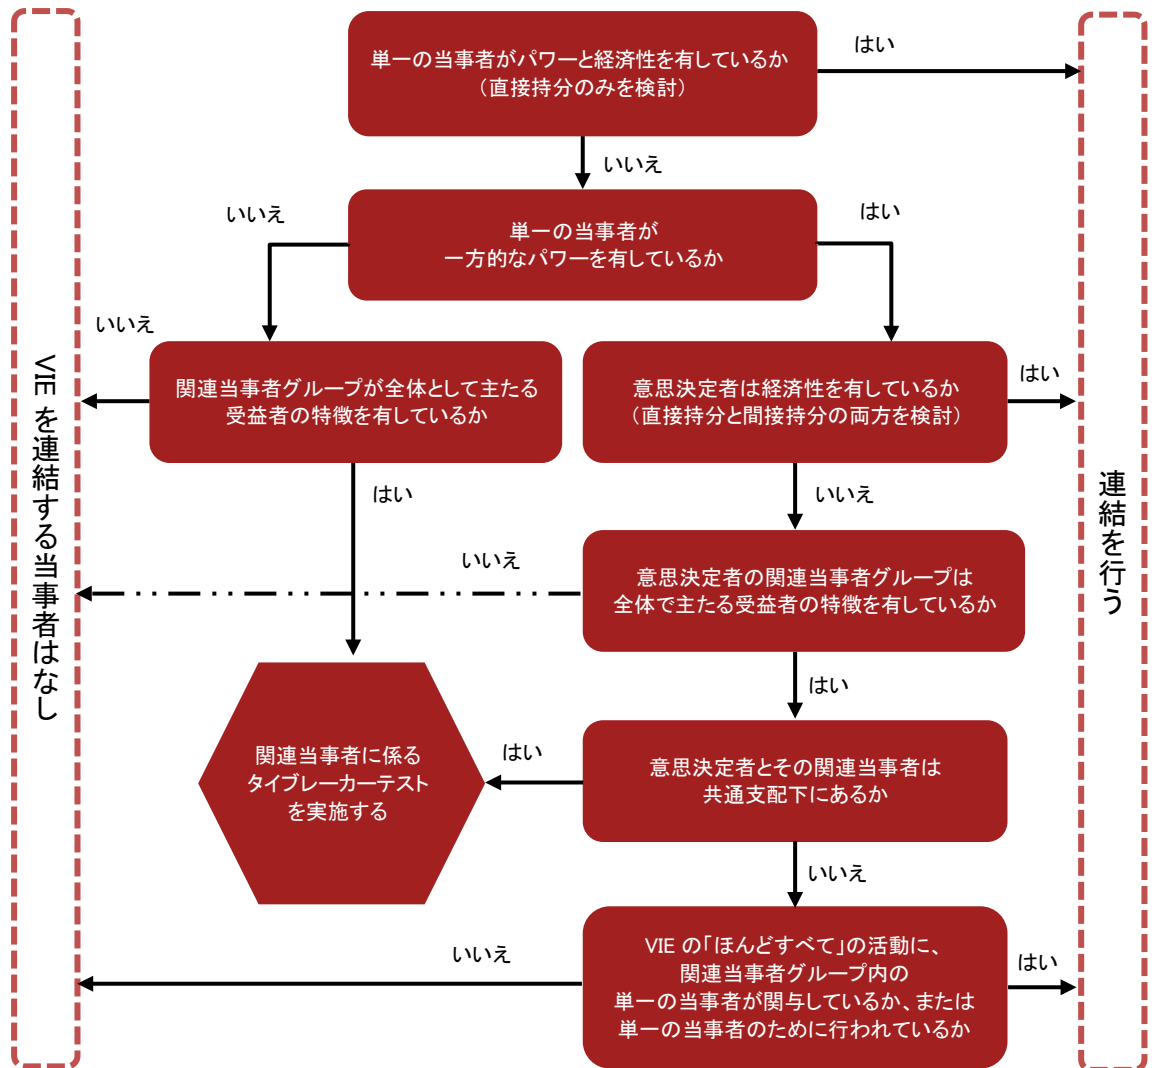 単一の当事者がパワーと経済性を有しているか
（直接持分のみを検討）
はい
いいえ
単一の当事者が
一方的なパワーを有しているか
いいえ
はい
いいえ
関連当事者グループが全体として主たる
受益者の特徴を有しているか
意思決定者は経済性を有しているか
（直接持分と間接持分の両方を検討）
はい
はい
いいえ
いいえ
意思決定者の関連当事者グループは
全体で主たる受益者の特徴を有しているか
はい
関連当事者に係る
タイブレーカーテスト
を実施する
はい
意思決定者とその関連当事者は
共通支配下にあるか
いいえ
いいえ
VIE の「ほんどすべて」の活動に、
関連当事者グループ内の
単一の当事者が関与しているか、または
単一の当事者のために行われているか
はい
VIE を連結する当事者はなし
連結を行う